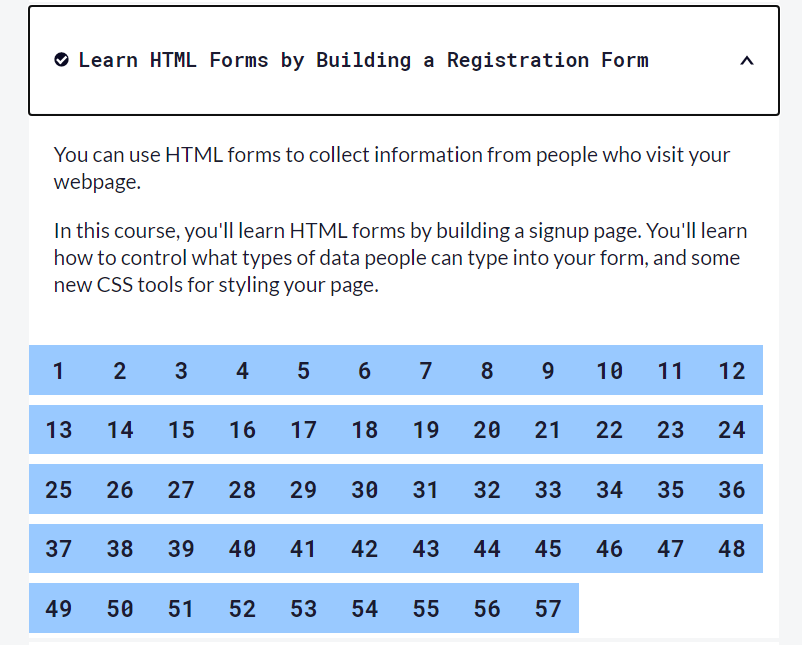 Learn HTML Forms by Building a Registration Form
You can use HTML forms to collect information from people who visit your
webpage.
In this course, you'll learn HTML forms by building a signup page. You'll learn
how to control what types of data people can type into your form, and some
new CSS tools for styling your page.
1 2 3 4 5 6 7 8 9 10 11 12
13 14 15 16 17 18 19 20 21 22 23 24
25 26 27 28 29 30 31 32 33 34 35 36
37 38 39 40 41 42 43 44 45 46 47 48
49 50 51 52 53 54 55 56 57